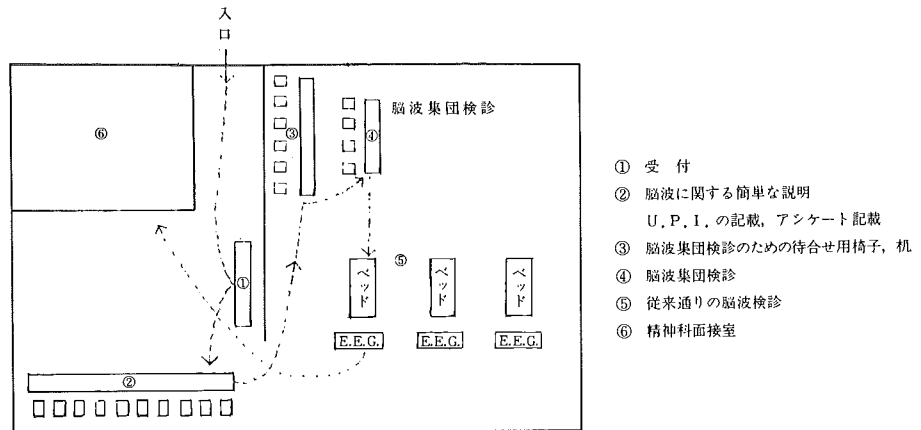 入
口
⑥
③
④
脳波集団検診
①
⑤
ベッド
ベッド
ベッド
E.E.G.
E.E.G.
E.E.G.
②
① 受 付
② 脳波に関する簡単な説明
U.P.I.の記載,アンケート記載
③ 脳波集団検診のための待合せ用椅子,机
④ 脳波集団検診
⑤ 従来通りの脳波検診
⑥ 精神科面接室